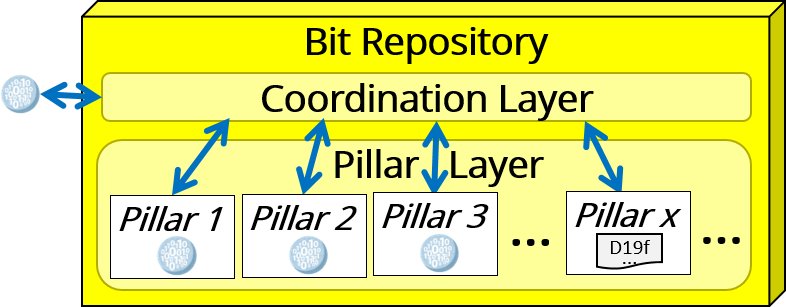 Bit Repository
Coordination Layer
Pillar Layer
Pillar 1
Pillar 2
Pillar 3
...
Pillar x
D19f
...
...